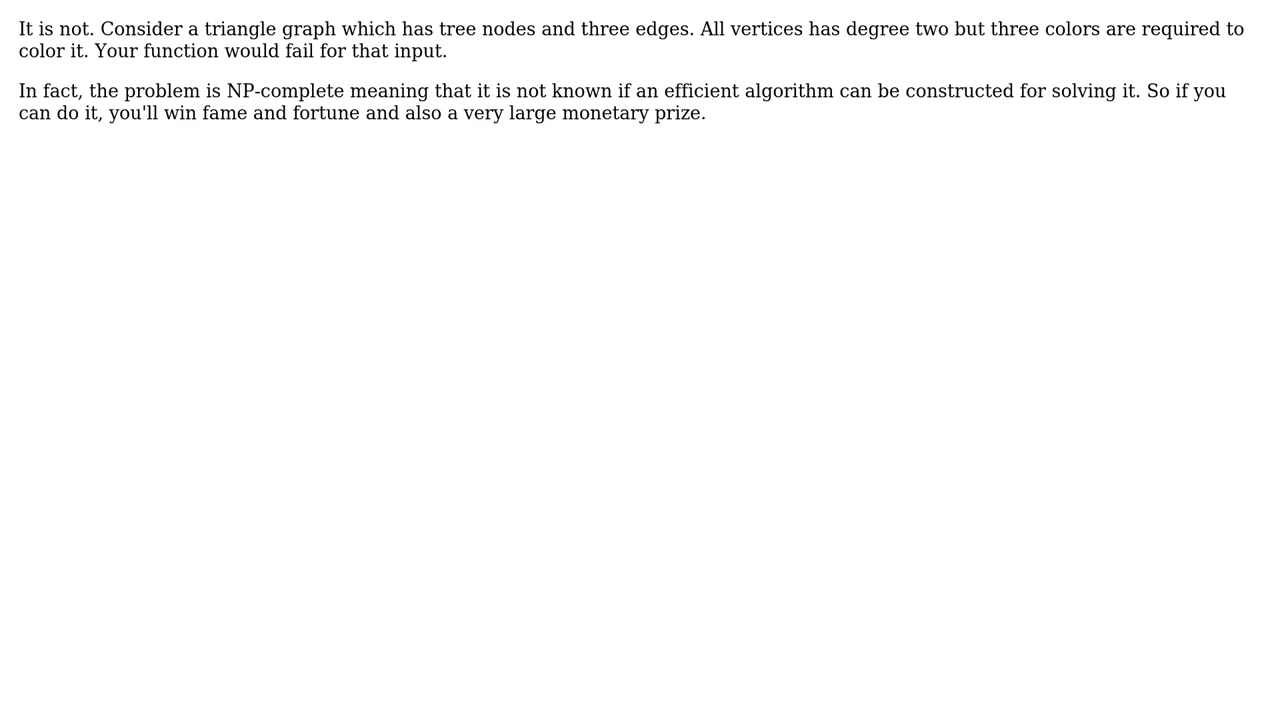 It is not. Consider a triangle graph which has tree nodes and three edges. All vertices has degree two but three colors are required to
color it. Your function would fail for that input.
In fact, the problem is NP-complete meaning that it is not known if an efficient algorithm can be constructed for solving it. So if you
can do it, you'll win fame and fortune and also a very large monetary prize.